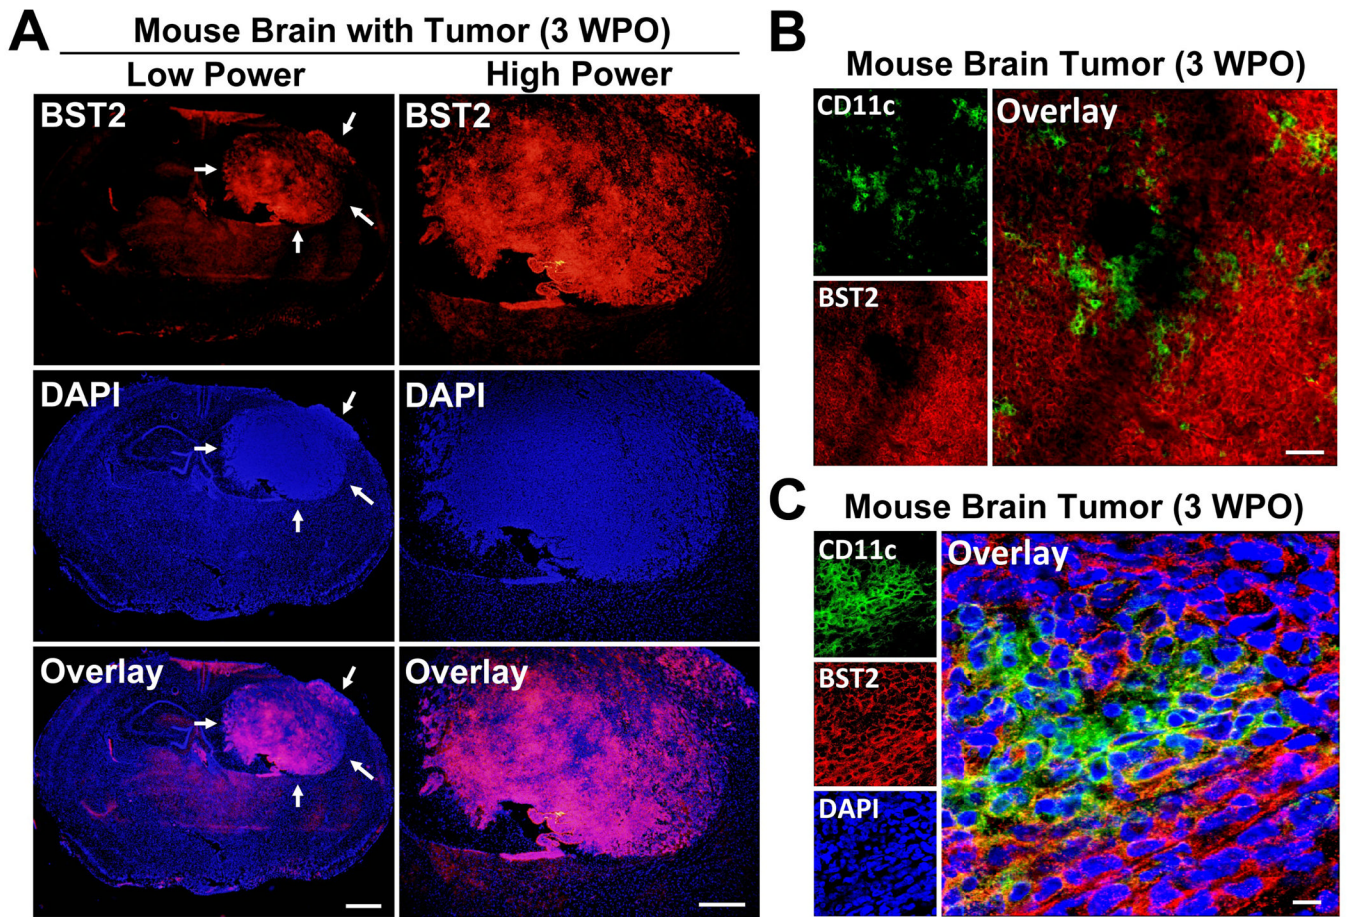 A
Mouse Brain with Tumor (3 WPO)
Low Power
High Power
BST2
BST2
DAPI
DAPI
Overlay
Overlay
B
Mouse Brain Tumor (3 WPO)
CD11c
Overlay
BST2
C
Mouse Brain Tumor (3 WPO)
CD11c
Overlay
BST2
DAPI